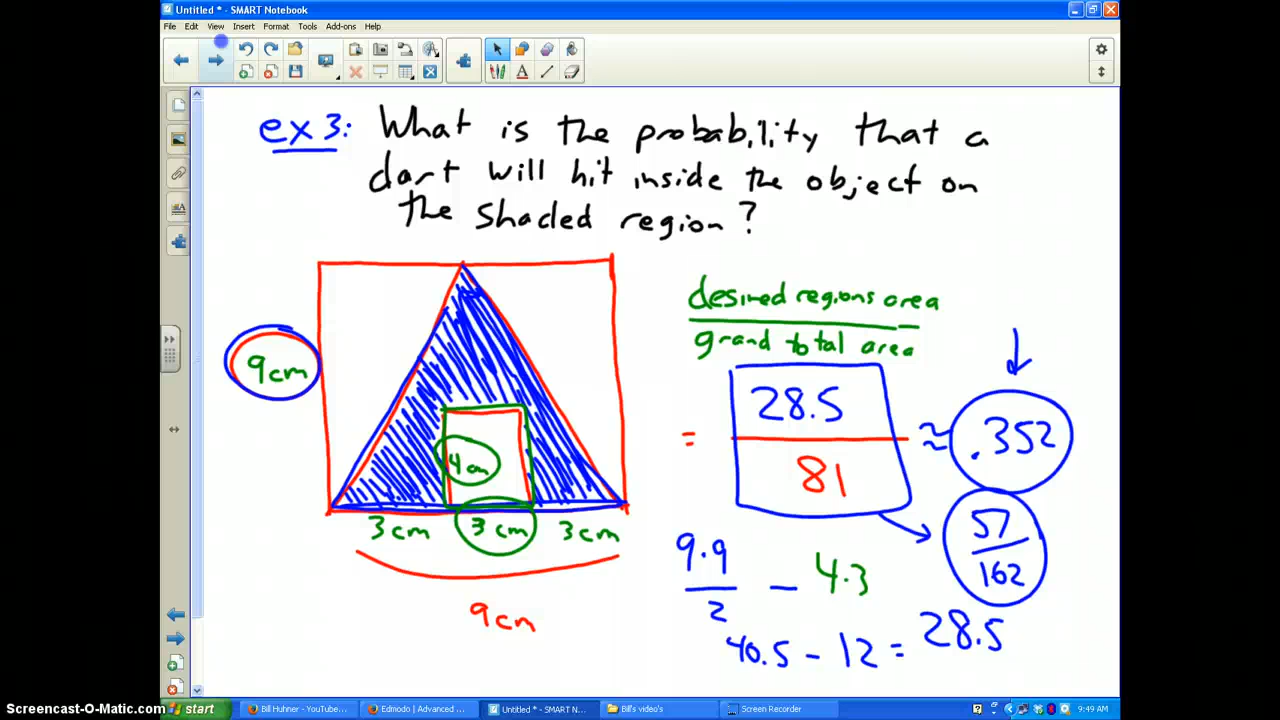 Untitled * - SMART Notebook
File Edit View Insert Format Tools Add-ons Help
ex 3: What is the probability that a
dart will hit inside the object on
the shaded region?
desired regions area
grand total area
9cm
28.5
= ≈ .352
81
4cm
3cm 3cm 3cm
57
162
9.9
2
- 4.3
9cm
40.5 - 12 = 28.5
Screencast-O-Matic.com
start
Bill Huhner - YouTube...
Edmodo | Advanced ...
Untitled * - SMART N...
Bill's video's
Screen Recorder
9:49 AM